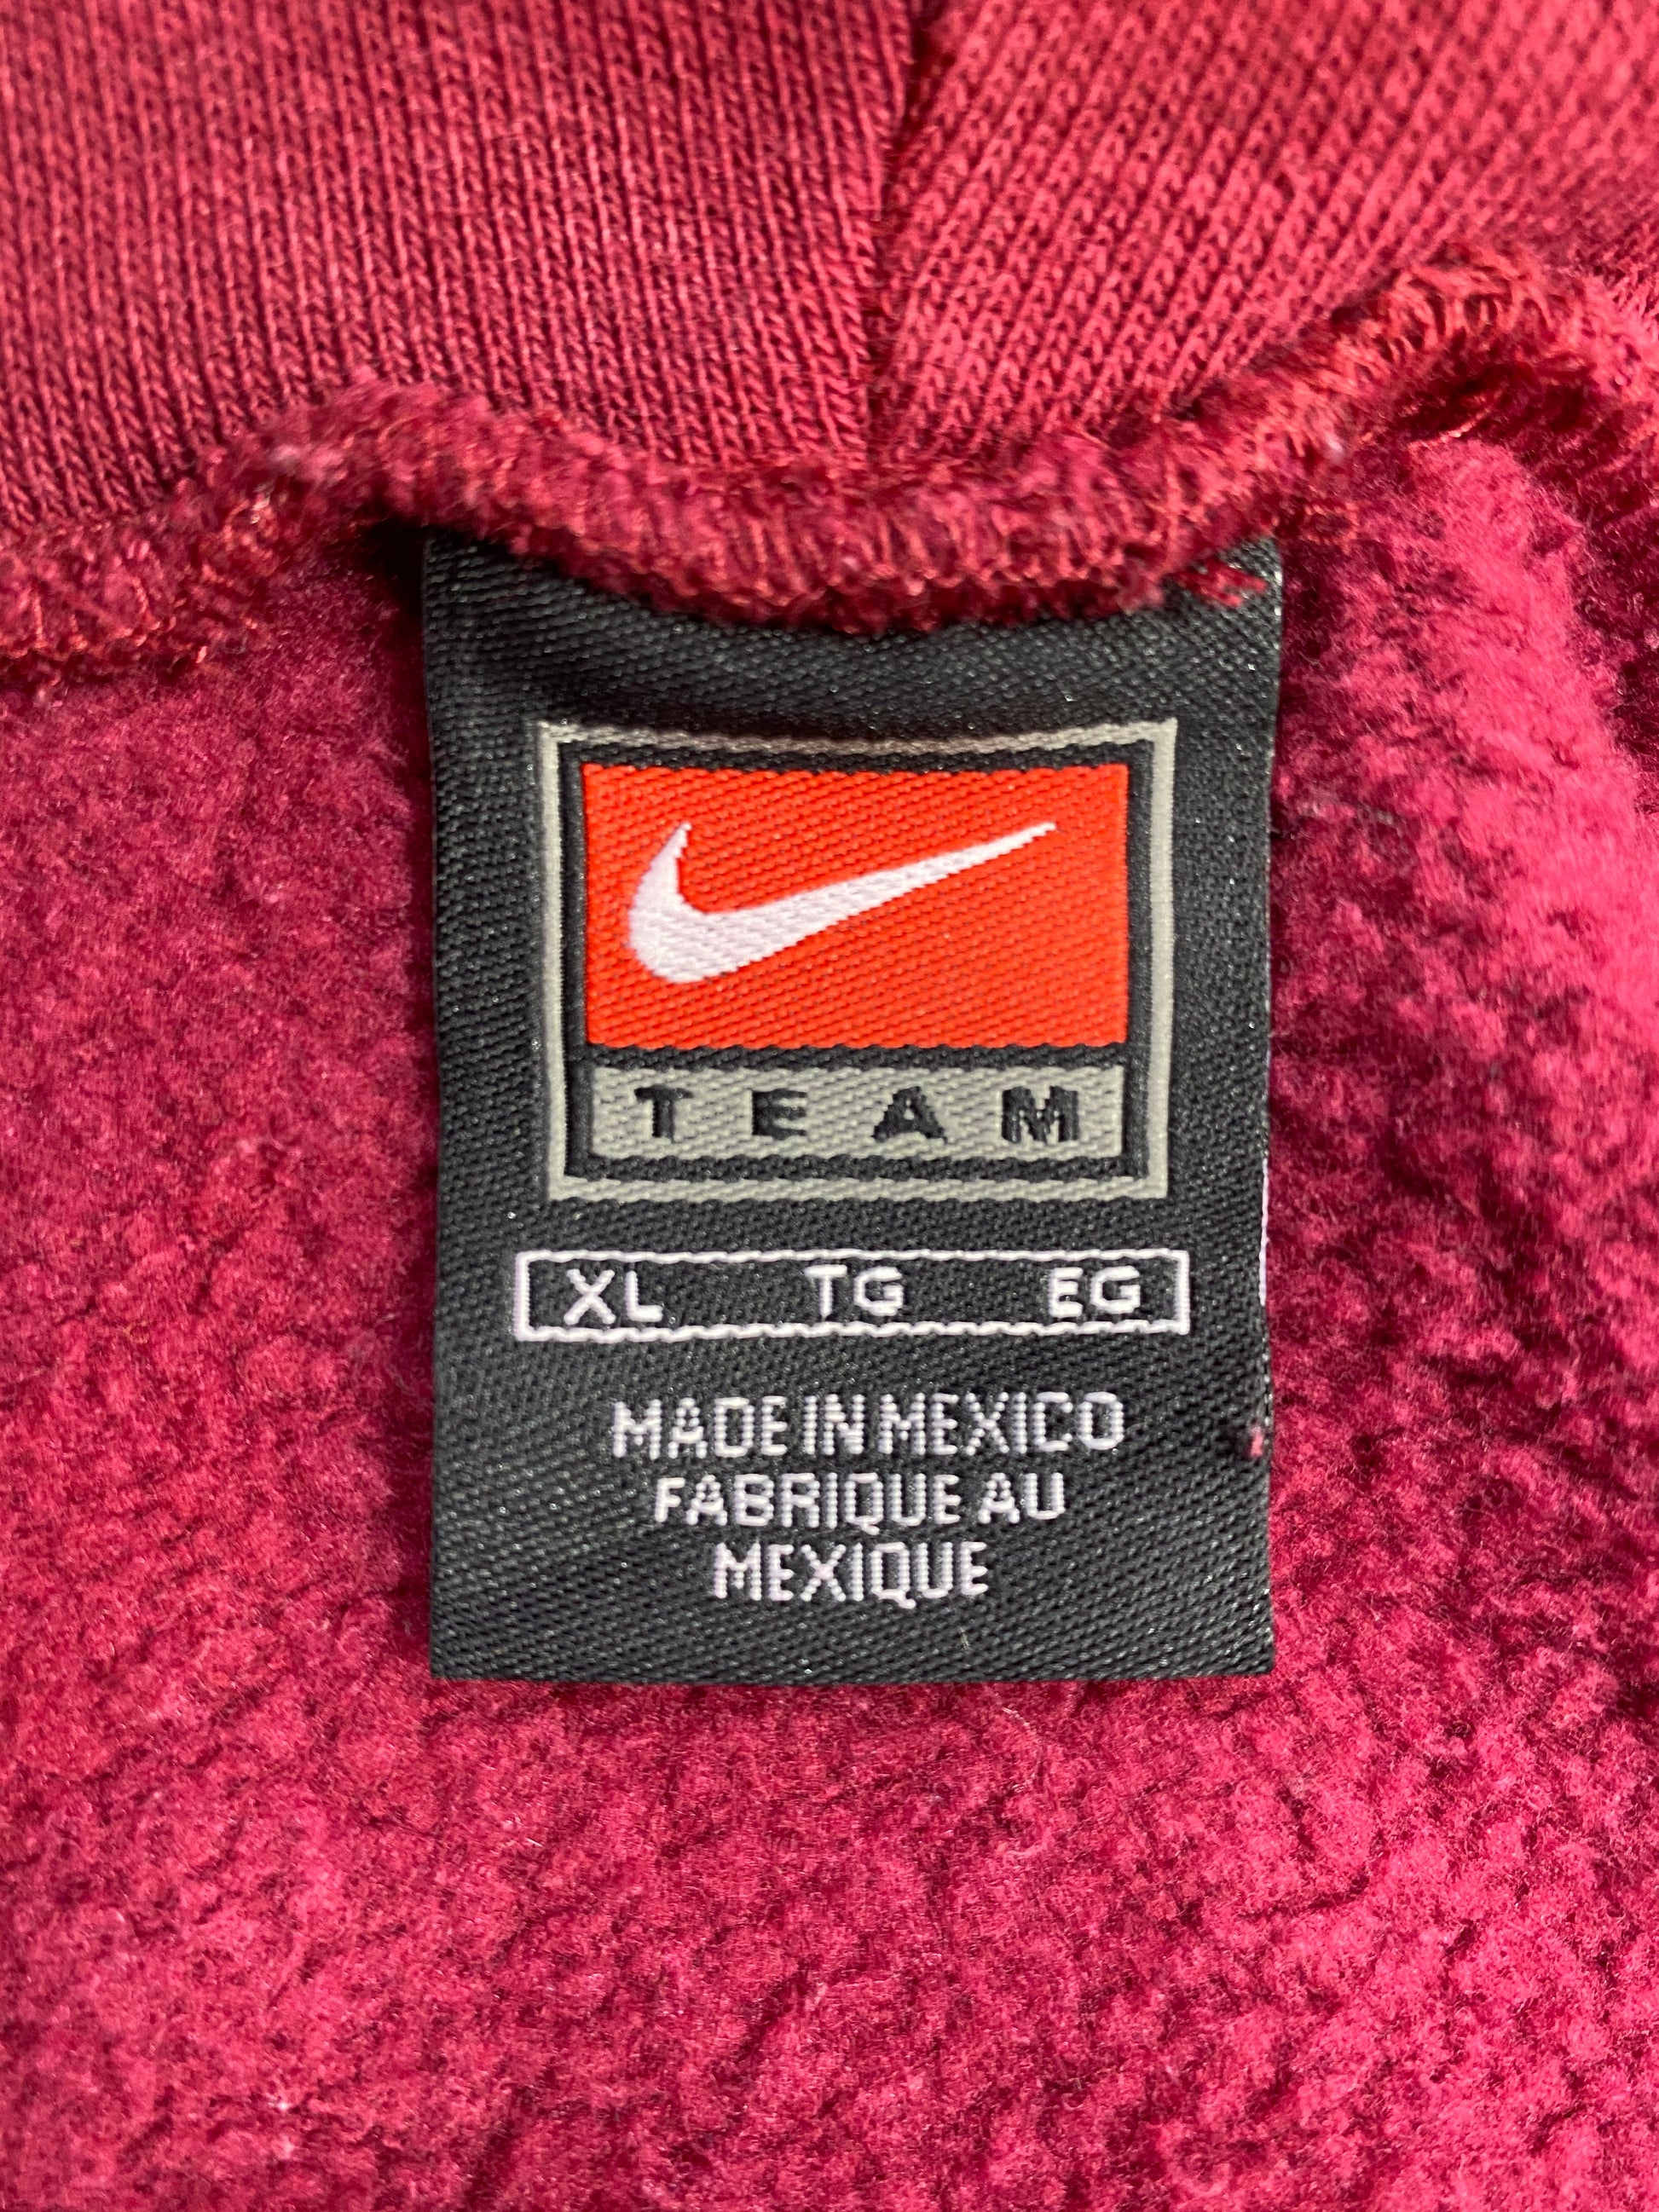 TEAM
XL TG EG
MADE IN MEXICO
FABRIQUE AU
MEXIQUE